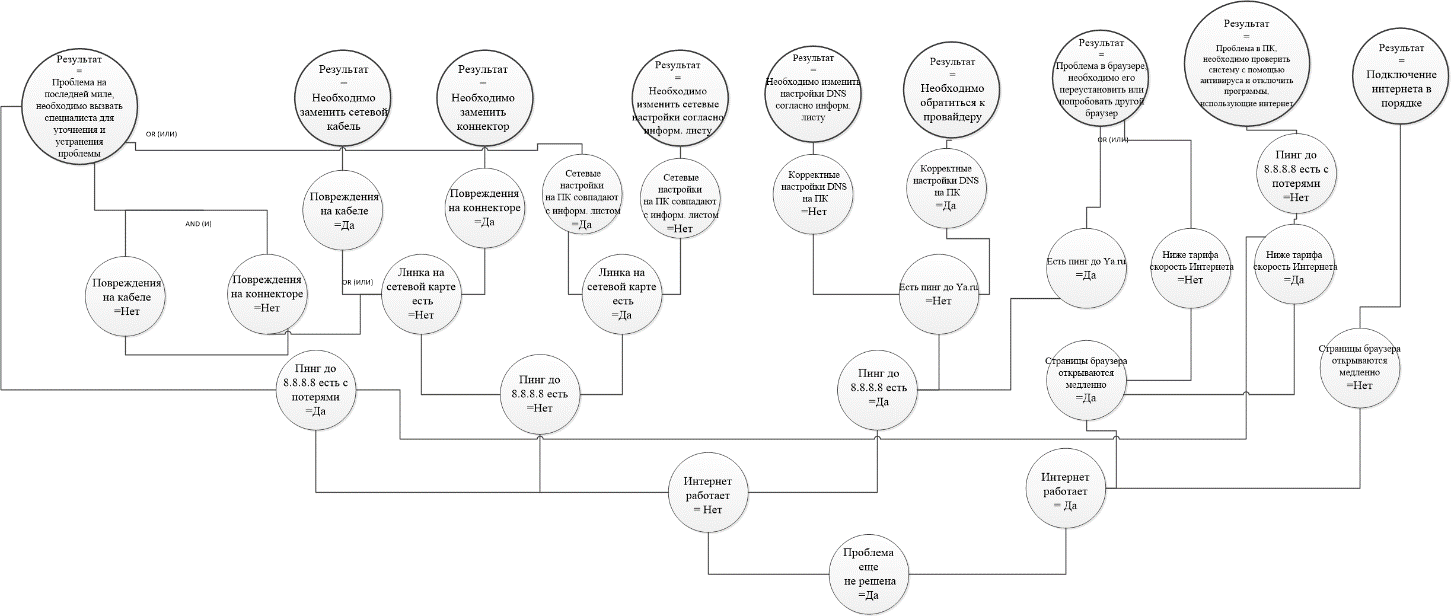 Результат
=
Проблема на
последней миле,
необходимо вызвать
специалиста для
уточнения и
устранения
проблемы
Результат
=
Необходимо
заменить сетевой
кабель
Результат
=
Необходимо
заменить
коннектор
Результат
=
Необходимо
изменить сетевые
настройки согласно
информ. листу
Результат
=
Необходимо изменить
настройки DNS
согласно информ.
листу
Результат
=
Необходимо
обратиться к
провайдеру
Результат
=
Проблема в браузере,
необходимо его
переустановить или
попробовать другой
браузер
Результат
=
Проблема в ПК,
необходимо проверить
систему с помощью
антивируса и отключить
программы,
использующие интернет
Результат
=
Подключение
интернета в
порядке
OR (ИЛИ)
OR (ИЛИ)
Повреждения
на кабеле
=Да
Повреждения
на коннекторе
=Да
Сетевые
настройки
на ПК совпадают
с информ. листом
=Да
Сетевые
настройки
на ПК совпадают
с информ. листом
=Нет
Корректные
настройки DNS
на ПК
=Нет
Корректные
настройки DNS
на ПК
=Да
Пинг до
8.8.8.8 есть с
потерями
=Нет
AND (И)
Повреждения
на кабеле
=Нет
Повреждения
на коннекторе
=Нет
OR (ИЛИ)
Линка на
сетевой карте
есть
=Нет
Линка на
сетевой карте
есть
=Да
Есть пинг до Ya.ru
=Нет
Есть пинг до Ya.ru
=Да
Ниже тарифа
скорость Интернета
=Нет
Ниже тарифа
скорость Интернета
=Да
Пинг до
8.8.8.8 есть с
потерями
=Да
Пинг до
8.8.8.8 есть
=Нет
Пинг до
8.8.8.8 есть
=Да
Страницы браузера
открываются
медленно
=Да
Страницы браузера
открываются
медленно
=Нет
Интернет
работает
= Нет
Интернет
работает
= Да
Проблема
еще
не решена
=Да